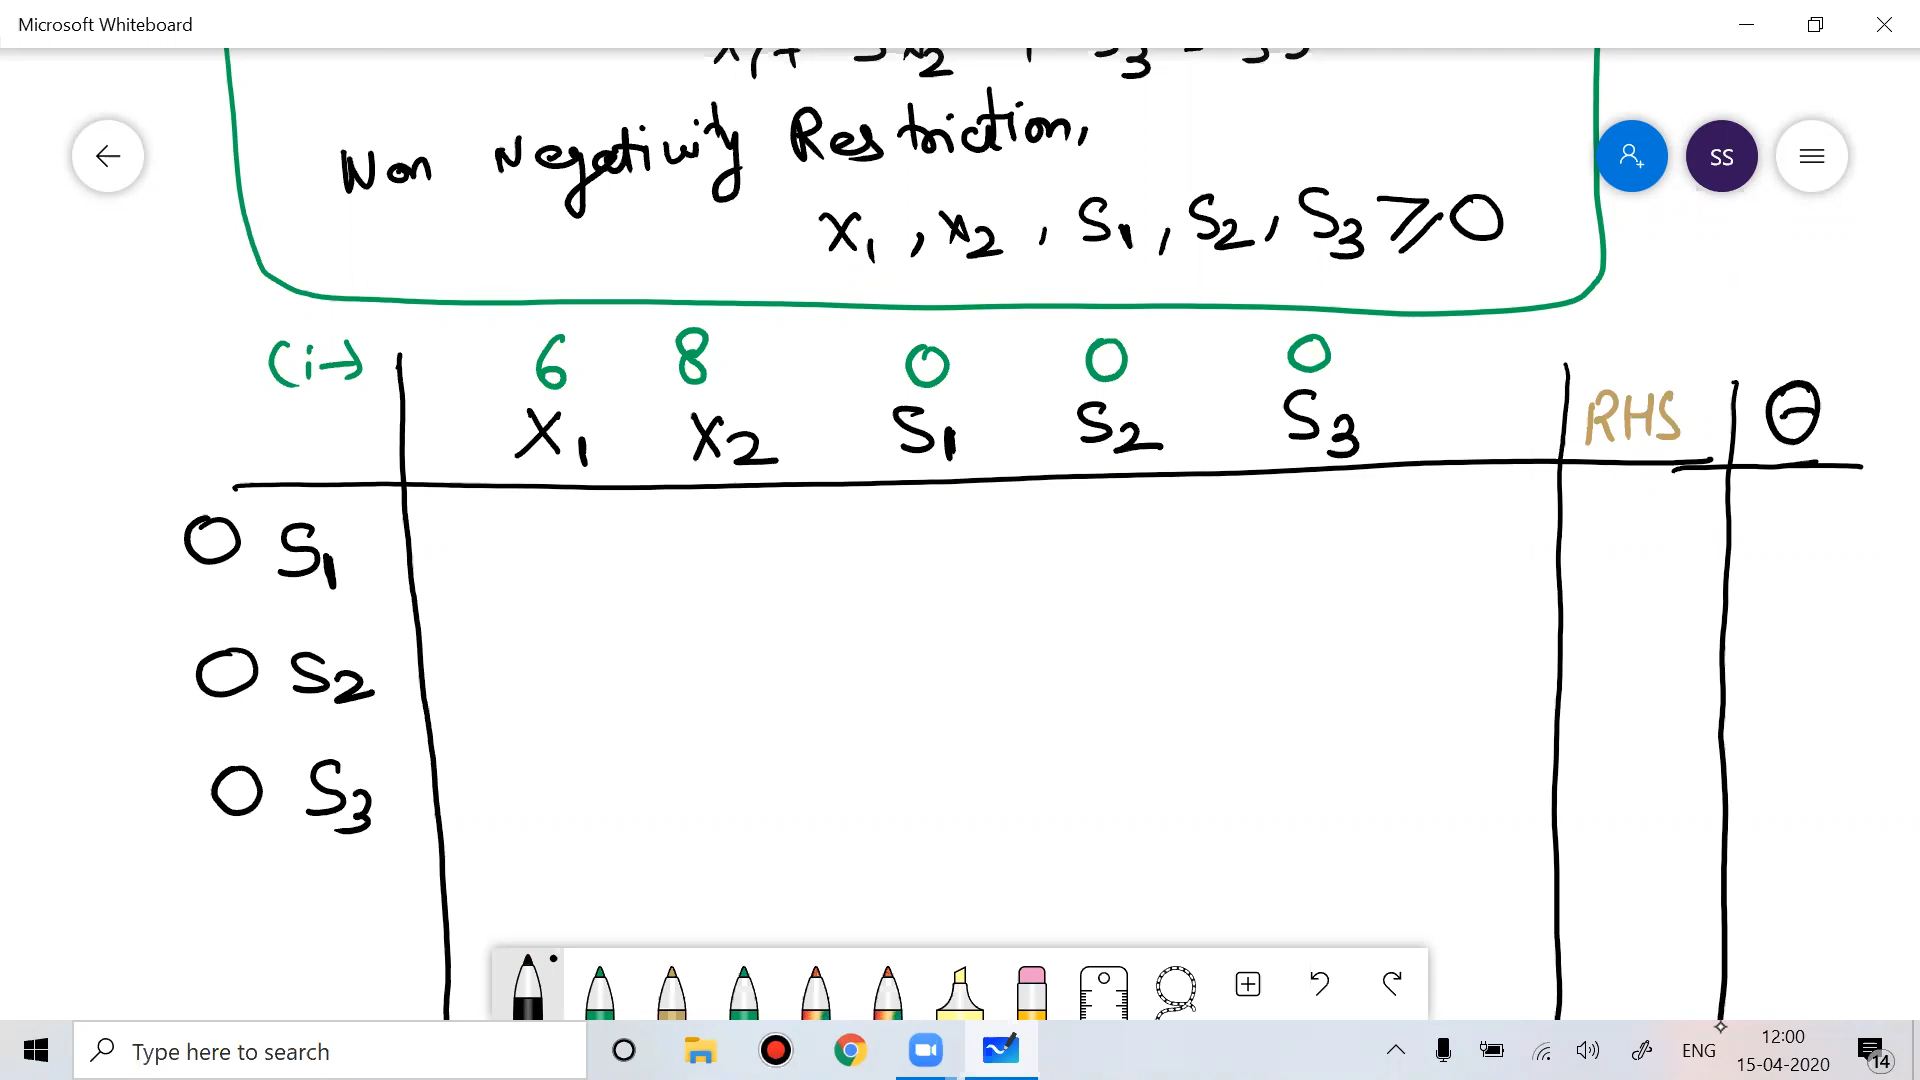 Microsoft Whiteboard
Non Negativity Restriction,
x1, x2, S1, S2, S3 ≥ 0
SS
Ci→ 6 8 0 0 0
X1 X2 S1 S2 S3 RHS θ
0 S1
0 S2
0 S3
Type here to search
ENG
12:00
15-04-2020
14